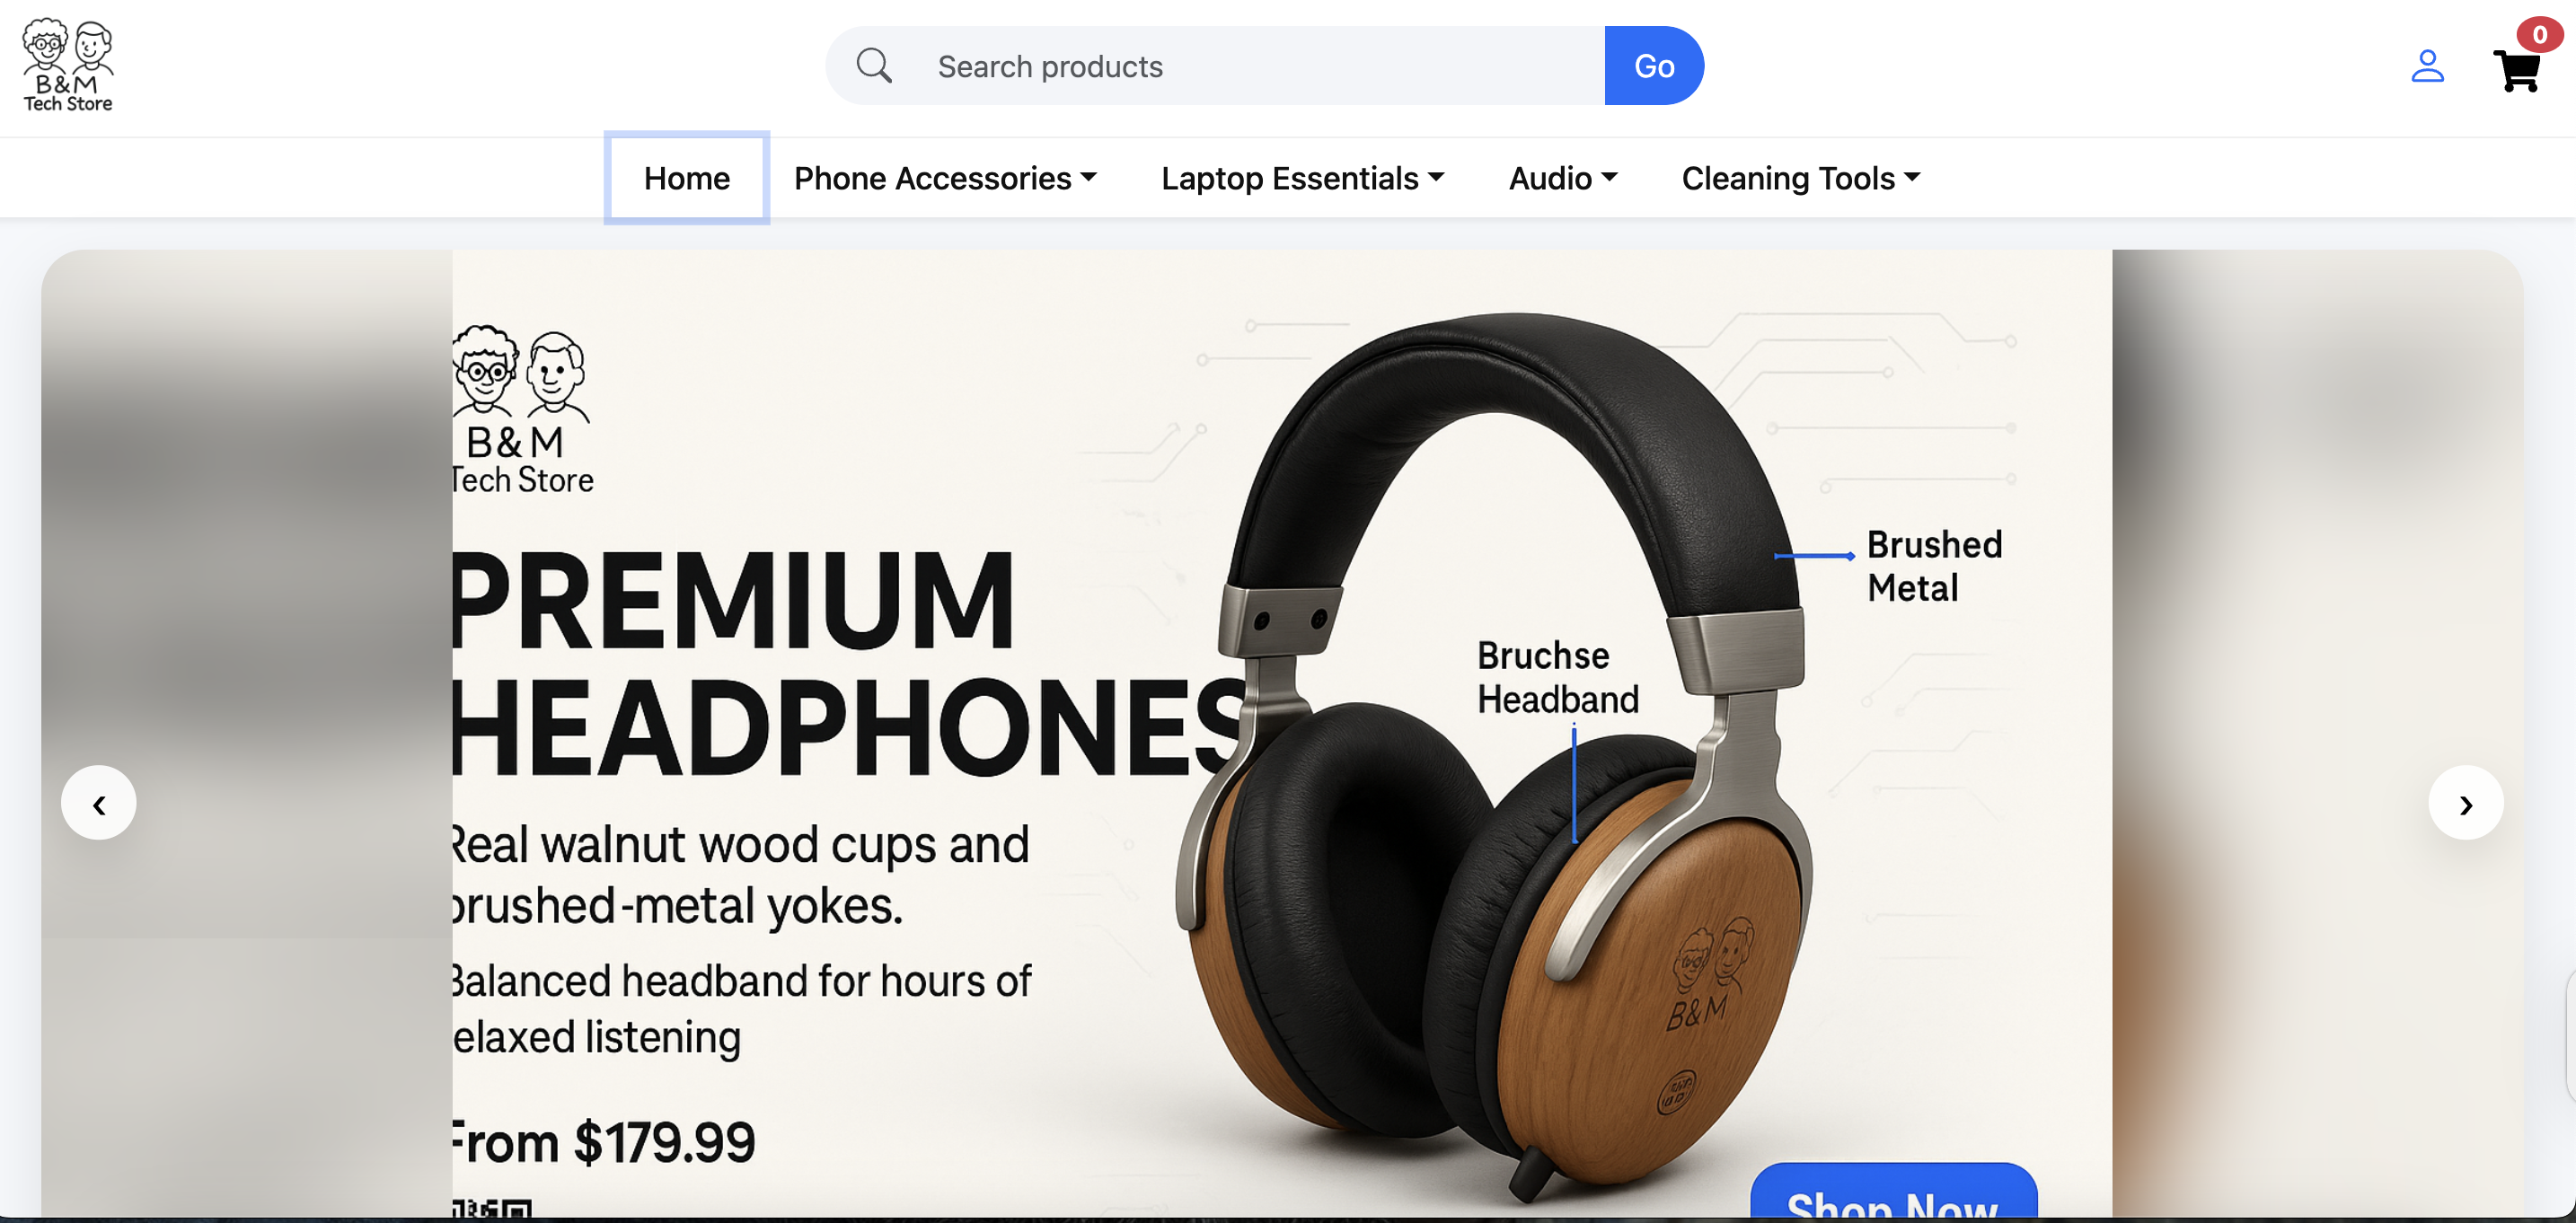 B&M
Tech Store
Search products
Go
0
Home
Phone Accessories
Laptop Essentials
Audio
Cleaning Tools
B&M
Tech Store
PREMIUM
HEADPHONES
Real walnut wood cups and
brushed-metal yokes.
Balanced headband for hours of
elaxed listening
From $179.99
Brushed
Metal
Bruchse
Headband
B&M
Shop Now